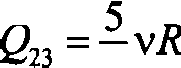 Q₂₃ = 5/ νR